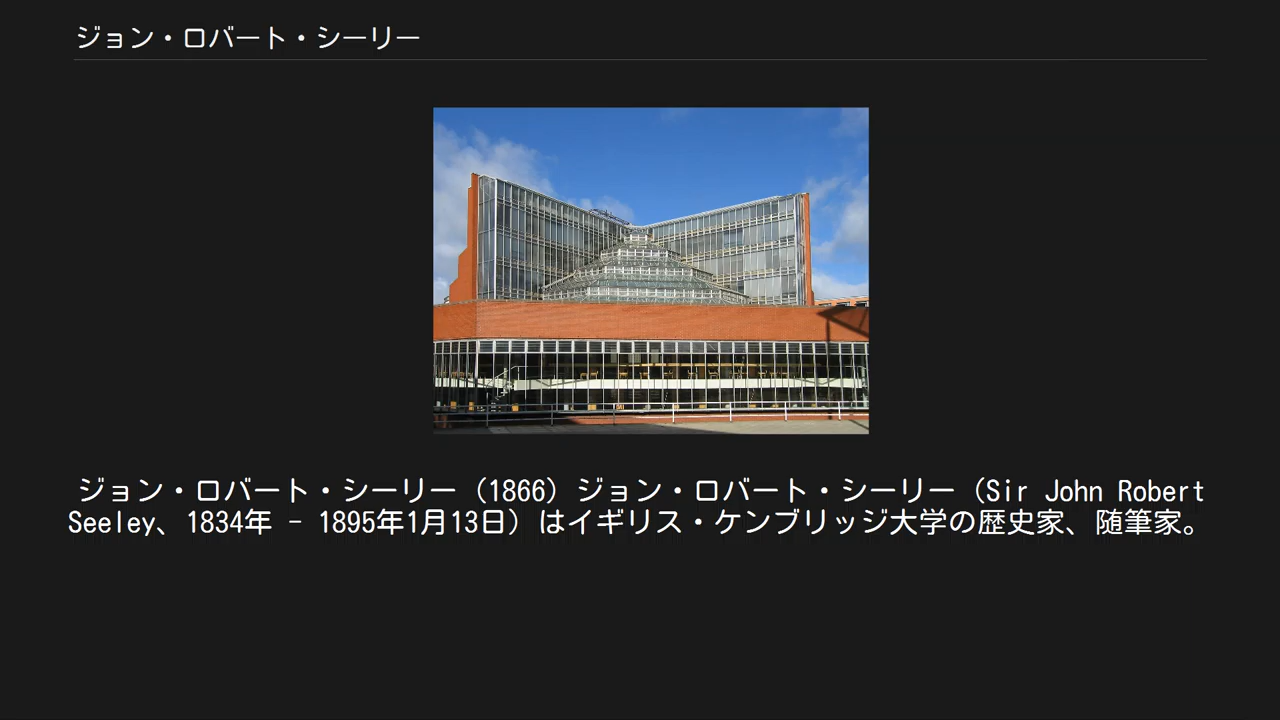 ジョン・ロバート・シーリー
ジョン・ロバート・シーリー（1866）ジョン・ロバート・シーリー（Sir John Robert
Seeley、1834年 – 1895年1月13日）はイギリス・ケンブリッジ大学の歴史家、随筆家。